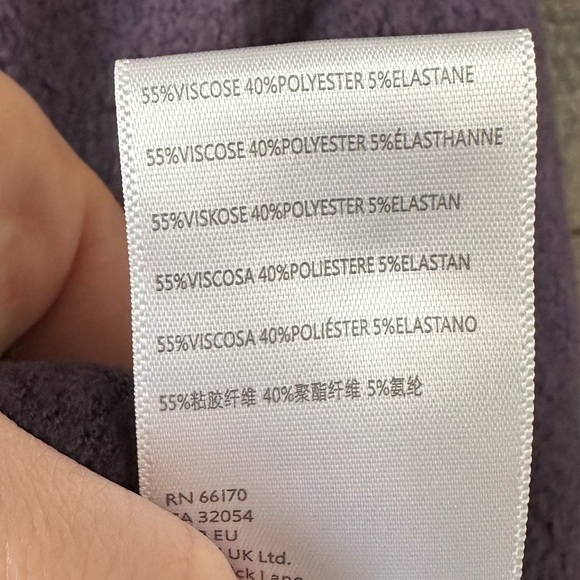 55%VISCOSE 40%POLYESTER 5%ELASTANE
55%VISCOSE 40%POLYESTER 5%ÉLASTHANNE
55%VISKOSE 40%POLYESTER 5%ELASTAN
55%VISCOSA 40%POLIESTERE 5%ELASTAN
55%VISCOSA 40%POLIÉSTER 5%ELASTANO
55%粘胶纤维 40%聚酯纤维 5%氨纶
RN 66170
32054
EU
UK Ltd.